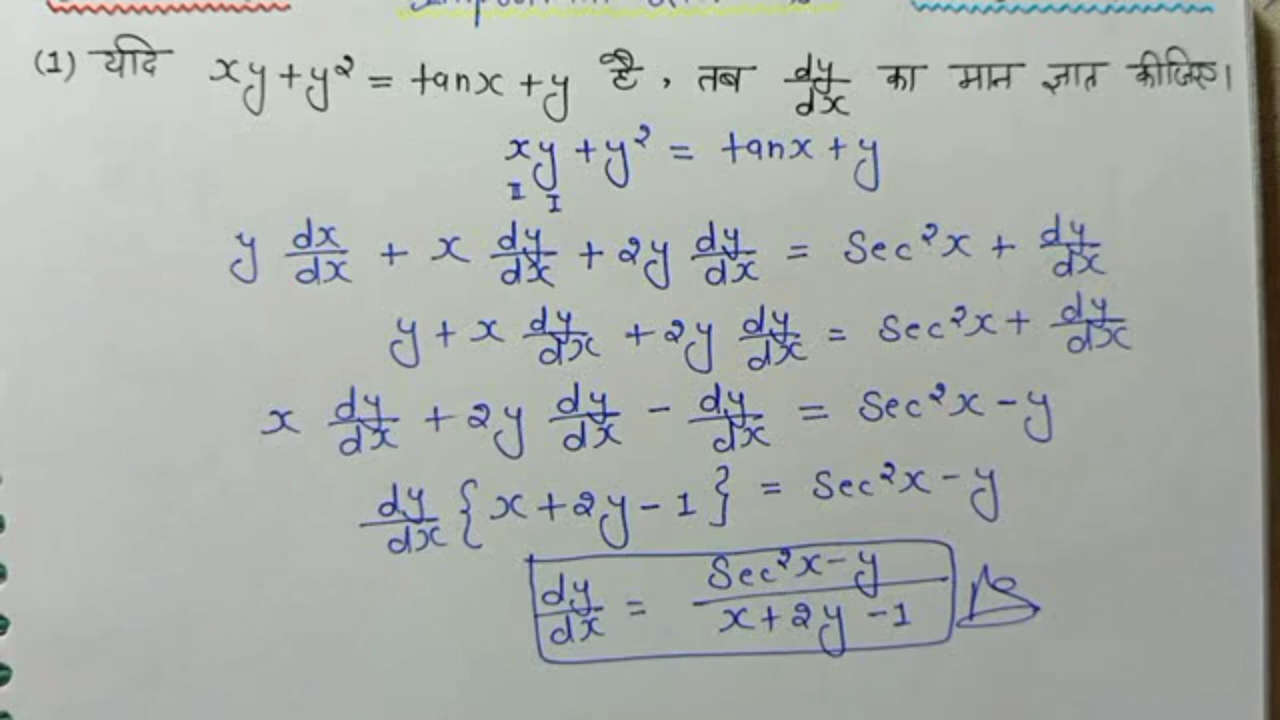 (1) यदि xy+y² = tanx+y है, तब dy/dx का मान ज्ञात कीजिए।
xy+y² = tanx+y
II I
y dx/dx + x dy/dx + 2y dy/dx = Sec²x + dy/dx
y + x dy/dx + 2y dy/dx = Sec²x + dy/dx
x dy/dx + 2y dy/dx - dy/dx = Sec²x - y
dy/dx {x+2y-1} = Sec²x - y
dy/dx = Sec²x-y/x+2y-1